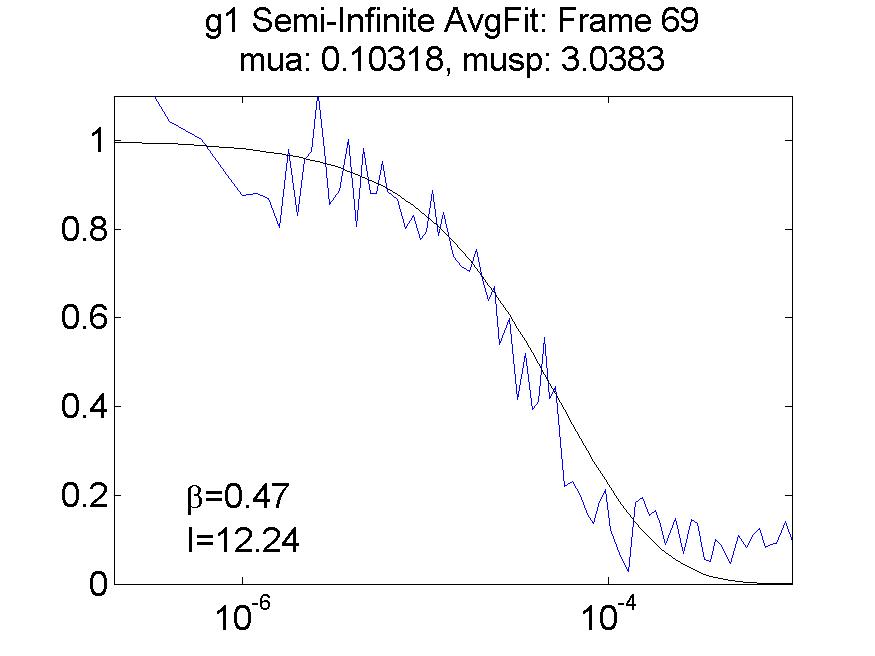 g1 Semi-Infinite AvgFit: Frame 69
mua: 0.10318, musp: 3.0383
1
0.8
0.6
0.4
0.2
0
β=0.47
I=12.24
10^-6
10^-4